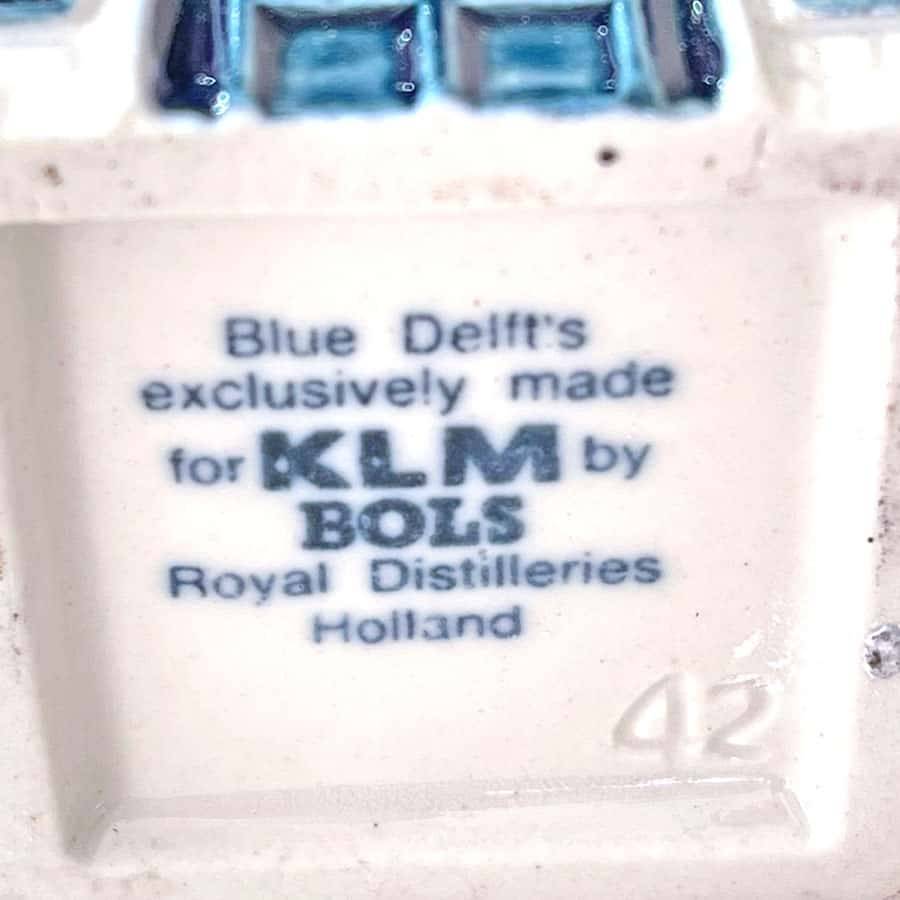 Blue Delft's
exclusively made
for KLM by
BOLS
Royal Distilleries
Holland
42